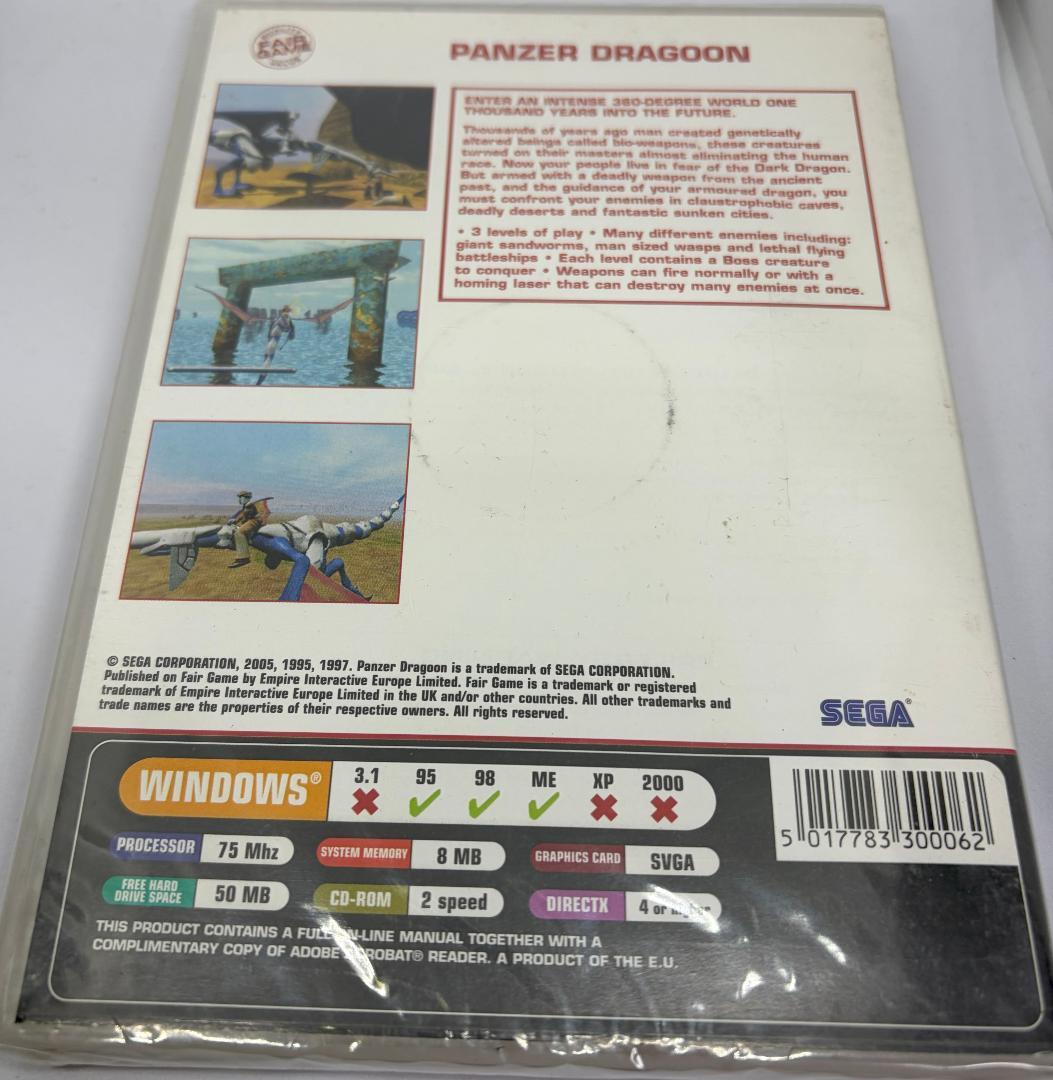 FAIR GAME
PANZER DRAGOON
ENTER AN INTENSE 360-DEGREE WORLD ONE
THOUSAND YEARS INTO THE FUTURE.
Thousands of years ago man created genetically
altered beings called bio-weapons, these creatures
turned on their masters almost eliminating the human
race. Now your people live in fear of the Dark Dragon.
But armed with a deadly weapon from the ancient
past, and the guidance of your armoured dragon, you
must confront your enemies in claustrophobic caves,
deadly deserts and fantastic sunken cities.
• 3 levels of play • Many different enemies including:
giant sandworms, man sized wasps and lethal flying
battleships • Each level contains a Boss creature
to conquer • Weapons can fire normally or with a
homing laser that can destroy many enemies at once.
© SEGA CORPORATION, 2005, 1995, 1997. Panzer Dragoon is a trademark of SEGA CORPORATION.
Published on Fair Game by Empire Interactive Europe Limited. Fair Game is a trademark or registered
trademark of Empire Interactive Europe Limited in the UK and/or other countries. All other trademarks and
trade names are the properties of their respective owners. All rights reserved.
SEGA®
WINDOWS® 3.1 95 98 ME XP 2000
5 017783 300062
PROCESSOR 75 Mhz SYSTEM MEMORY 8 MB GRAPHICS CARD SVGA
FREE HARD DRIVE SPACE 50 MB CD-ROM 2 speed DIRECTX 4 or higher
THIS PRODUCT CONTAINS A FULL ON-LINE MANUAL TOGETHER WITH A
COMPLIMENTARY COPY OF ADOBE ACROBAT® READER. A PRODUCT OF THE E.U.